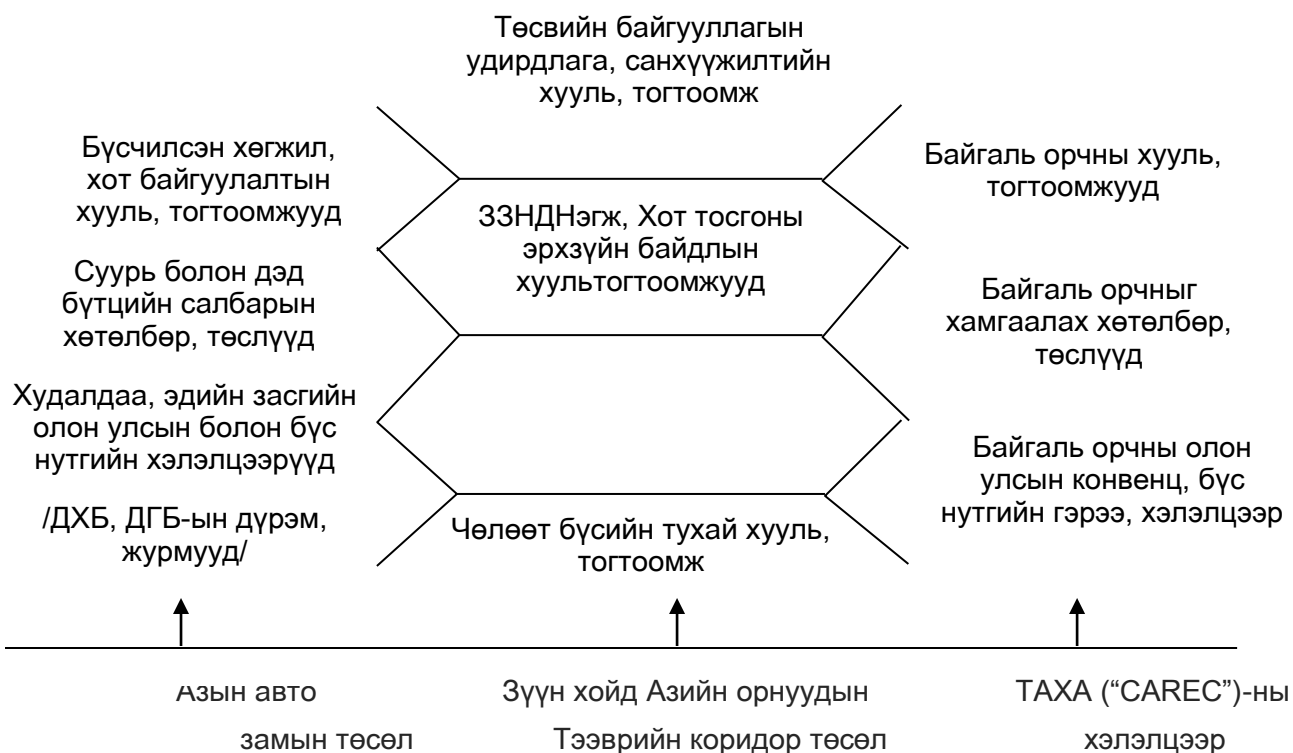 Төсвийн байгууллагын
удирдлага, санхүүжилтийн
хууль, тогтоомж
Бүсчилсэн хөгжил,
хот байгуулалтын
хууль, тогтоомжууд
Суурь болон дэд
бүтцийн салбарын
хөтөлбөр, төслүүд
Худалдаа, эдийн засгийн
олон улсын болон бүс
нутгийн хэлэлцээрүүд
/ДХБ, ДГБ-ын дүрэм,
журмууд/
ЗЗНДНэгж, Хот тосгоны
эрхзүйн байдлын
хуультогтоомжууд
Чөлөөт бүсийн тухай хууль,
тогтоомж
Байгаль орчны хууль,
тогтоомжууд
Байгаль орчныг
хамгаалах хөтөлбөр,
төслүүд
Байгаль орчны олон
улсын конвенц, бүс
нутгийн гэрээ, хэлэлцээр
Азын авто
замын төсөл
Зүүн хойд Азийн орнуудын
Тээврийн коридор төсөл
ТАХА (“CAREC”)-ны
хэлэлцээр